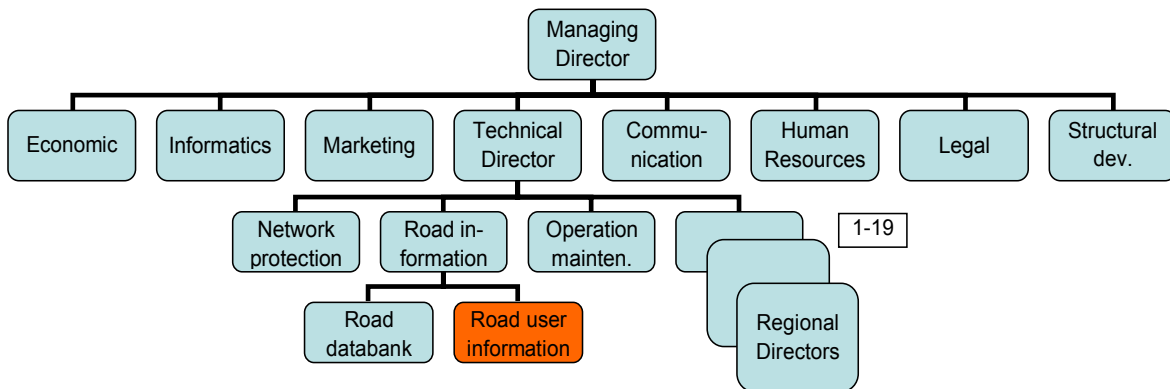 Managing
Director
Economic
Informatics
Marketing
Technical
Director
Commu-
nication
Human
Resources
Legal
Structural
dev.
Network
protection
Road in-
formation
Operation
mainten.
1-19
Road
databank
Road user
information
Regional
Directors